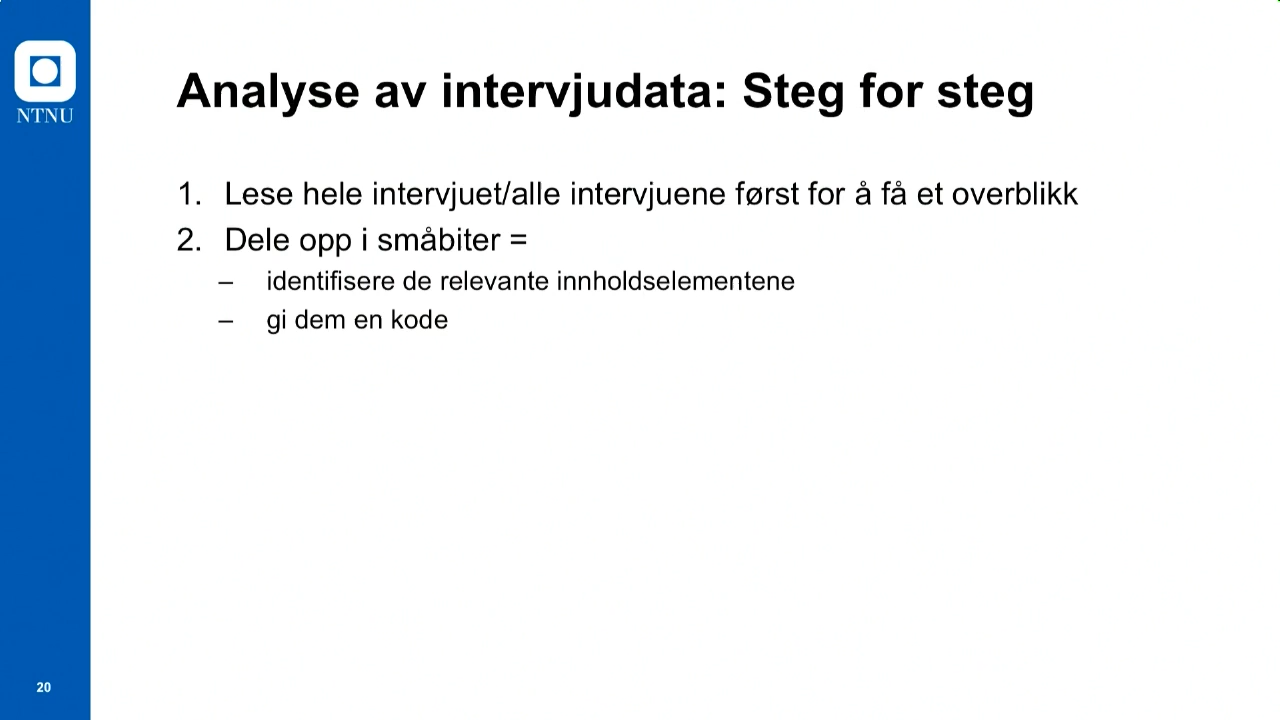 NTNU
Analyse av intervjudata: Steg for steg
1. Lese hele intervjuet/alle intervjuene først for å få et overblikk
2. Dele opp i småbiter =
– identifisere de relevante innholdselementene
– gi dem en kode
20